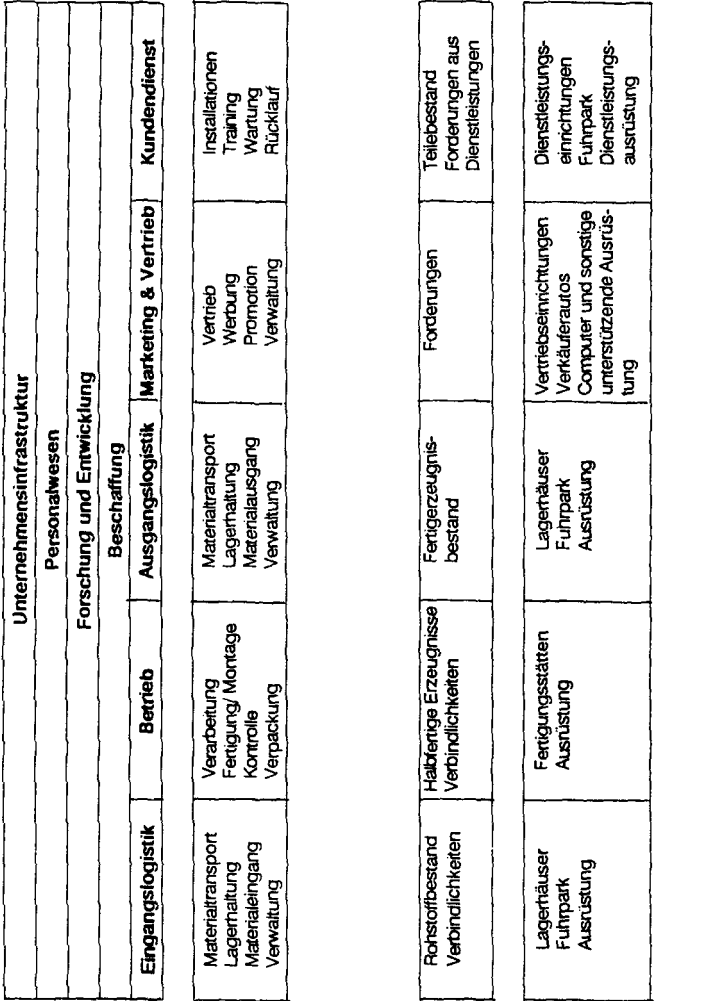 Unternehmensinfrastruktur
Personalwesen
Forschung und Entwicklung
Beschaffung
Eingangslogistik
Betrieb
Ausgangslogistik
Marketing & Vertrieb
Kundendienst
Materialtransport
Lagerhaltung
Materialeingang
Verwaltung
Verarbeitung
Fertigung/ Montage
Kontrolle
Verpackung
Materialtransport
Lagerhaltung
Materialausgang
Verwaltung
Vertrieb
Werbung
Promotion
Verwaltung
Installationen
Training
Wartung
Rücklauf
Rohstoffbestand
Verbindlichkeiten
Halbfertige Erzeugnisse
Verbindlichkeiten
Fertigerzeugnis-
bestand
Forderungen
Teilebestand
Forderungen aus
Dienstleistungen
Lagerhäuser
Fuhrpark
Ausrüstung
Fertigungsstätten
Ausrüstung
Lagerhäuser
Fuhrpark
Ausrüstung
Vertriebseinrichtungen
Verkäuferautos
Computer und sonstige
unterstützende Ausrüs-
tung
Dienstleistungs-
einrichtungen
Fuhrpark
Dienstleistungs-
ausrüstung